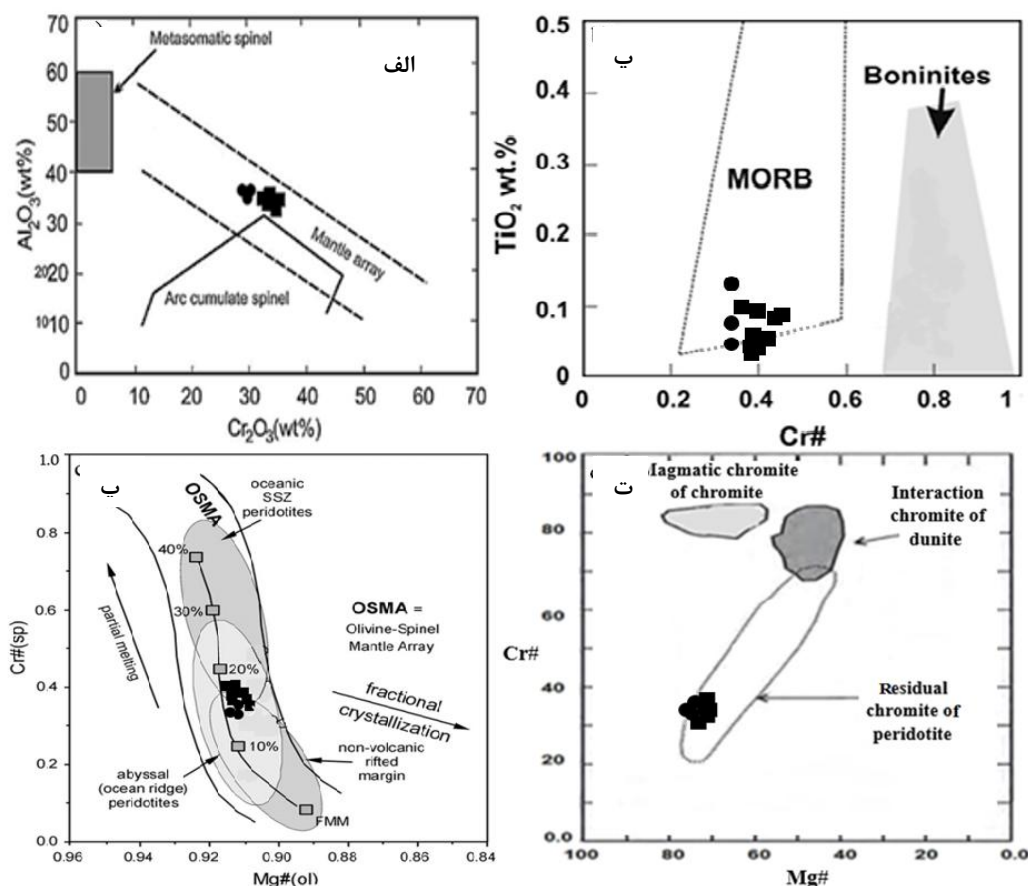 70
60
50
40
30
20
10
0
Al2O3(wt%)
Metasomatic spinel
الف
Mantle array
Arc cumulate spinel
0
10
20
30
40
50
60
70
Cr2O3(wt%)
0.5
0.4
0.3
0.2
0.1
0
TiO2 wt.%
Boninites
MORB
0
0.2
0.4
0.6
0.8
1
Cr#
1.0
0.8
0.6
0.4
0.2
0.0
Cr#(sp)
OSMA
oceanic
SSZ
peridotites
40%
30%
20%
10%
partial melting
OSMA =
Olivine-Spinel
Mantle Array
fractional
crystallization
non-volcanic
rifted
margin
abyssal
(ocean ridge)
peridotites
FMM
0.96
0.94
0.92
0.90
0.88
0.86
0.84
Mg#(ol)
100
80
60
40
20
0.0
Cr#
ت
Magmatic chromite
of chromite
Interaction
chromite of
dunite
Residual
chromite of
peridotite
100
80
60
40
20
0.0
Mg#